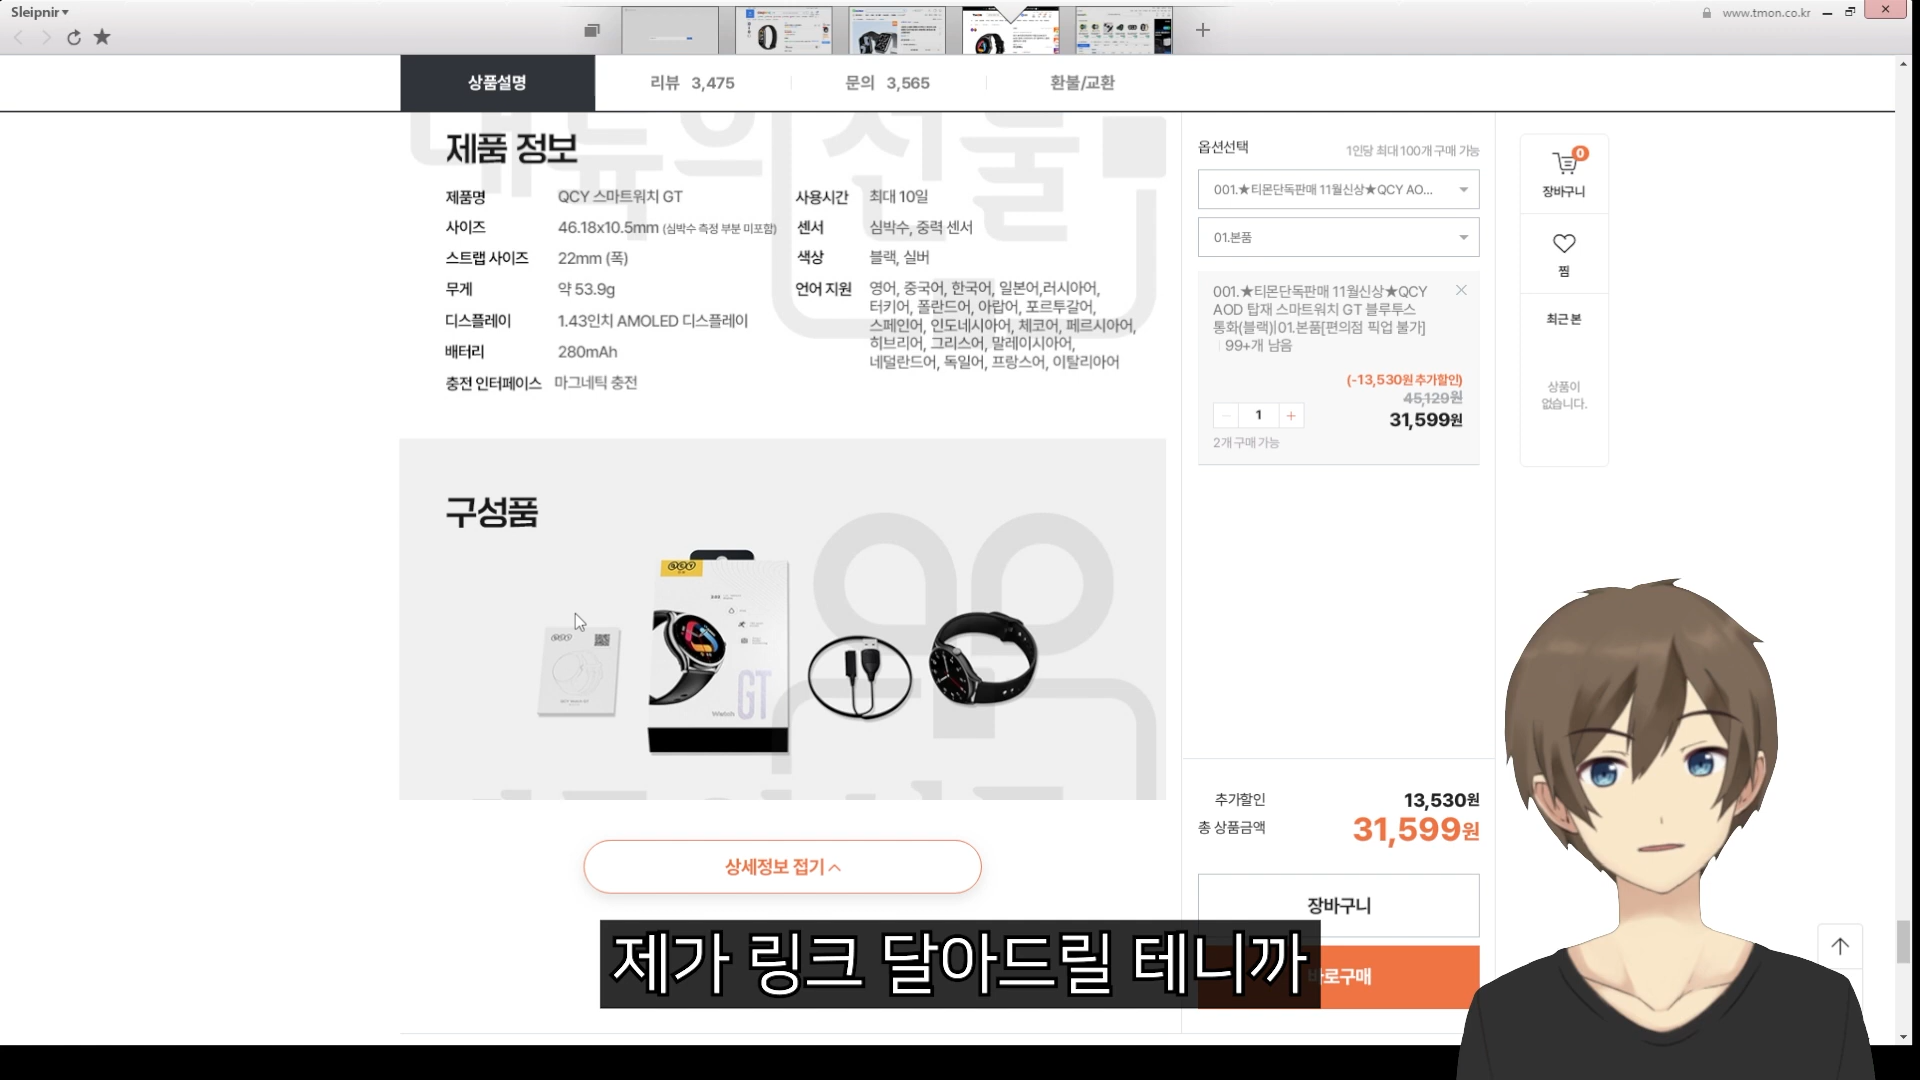 Sleipnir
www.tmon.co.kr
상품설명
리뷰 3,475
문의 3,565
환불/교환
제품 정보
제품명 QCY 스마트워치 GT
사이즈 46.18x10.5mm (심박수 측정 부분 미포함)
스트랩 사이즈 22mm (폭)
무게 약 53.9g
디스플레이 1.43인치 AMOLED 디스플레이
배터리 280mAh
충전 인터페이스 마그네틱 충전
사용시간 최대 10일
센서 심박수, 중력 센서
색상 블랙, 실버
언어 지원 영어, 중국어, 한국어, 일본어,러시아어,
터키어, 폴란드어, 아랍어, 포르투갈어,
스페인어, 인도네시아어, 체코어, 페르시아어,
히브리어, 그리스어, 말레이시아어,
네덜란드어, 독일어, 프랑스어, 이탈리아어
구성품
QCY
QCY
Watch GT
상세정보 접기
옵션선택
1인당 최대 100개 구매 가능
001.★티몬단독판매 11월신상★QCY AO...
01.본품
001.★티몬단독판매 11월신상★QCY
AOD 탑재 스마트워치 GT 블루투스
통화(블랙)|01.본품[편의점 픽업 불가]
99+개 남음
(-13,530원 추가할인)
45,129원
1
31,599원
2개 구매 가능
추가할인 13,530원
총 상품금액 31,599원
장바구니
바로구매
0
장바구니
찜
최근 본
상품이
없습니다.
제가 링크 달아드릴 테니까